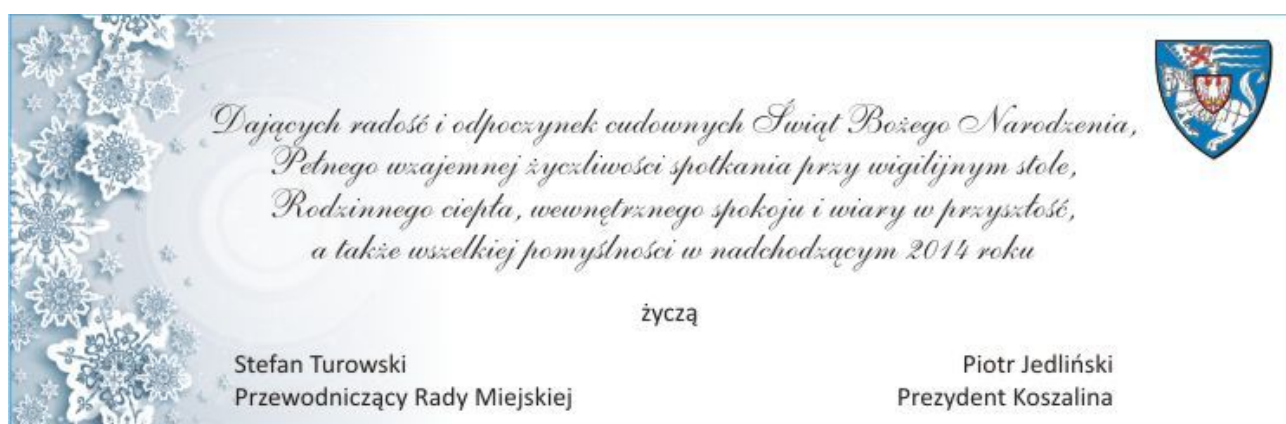 Dających radość i odpoczynek cudownych Świąt Bożego Narodzenia,
Pełnego wzajemnej życzliwości spotkania przy wigilijnym stole,
Rodzinnego ciepła, wewnętrznego spokoju i wiary w przyszłość,
a także wszelkiej pomyślności w nadchodzącym 2014 roku
życzą
Stefan Turowski
Przewodniczący Rady Miejskiej
Piotr Jedliński
Prezydent Koszalina